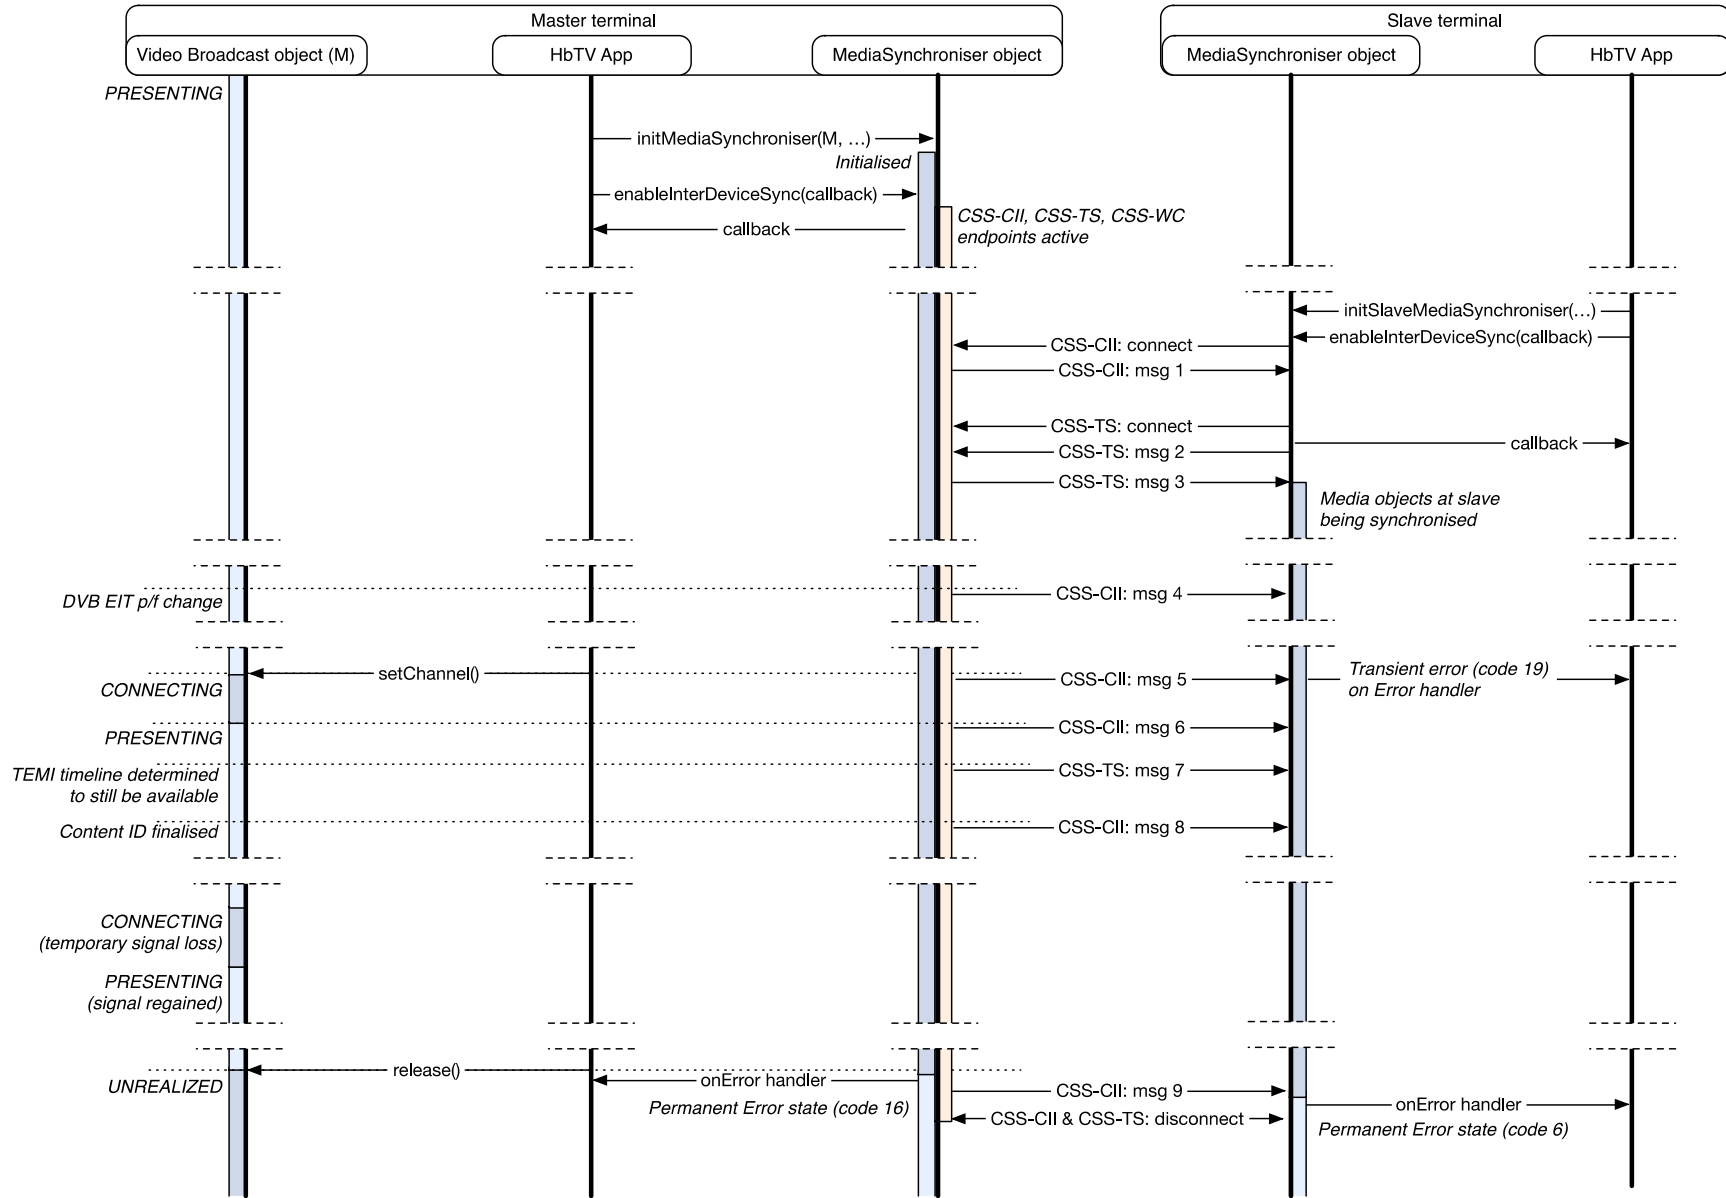 Master terminal
Slave terminal
Video Broadcast object (M)
HbTV App
MediaSynchroniser object
MediaSynchroniser object
HbTV App
PRESENTING
initMediaSynchroniser(M, ...)
Initialised
enableInterDeviceSync(callback)
CSS-CII, CSS-TS, CSS-WC
endpoints active
callback
initSlaveMediaSynchroniser(...)
enableInterDeviceSync(callback)
CSS-CII: connect
CSS-CII: msg 1
CSS-TS: connect
callback
CSS-TS: msg 2
CSS-TS: msg 3
Media objects at slave
being synchronised
DVB EIT p/f change
CSS-CII: msg 4
setChannel()
CONNECTING
CSS-CII: msg 5
Transient error (code 19)
on Error handler
PRESENTING
CSS-CII: msg 6
TEMI timeline determined
to still be available
CSS-TS: msg 7
Content ID finalised
CSS-CII: msg 8
CONNECTING
(temporary signal loss)
PRESENTING
(signal regained)
release()
UNREALIZED
onError handler
Permanent Error state (code 16)
CSS-CII: msg 9
CSS-CII & CSS-TS: disconnect
onError handler
Permanent Error state (code 6)